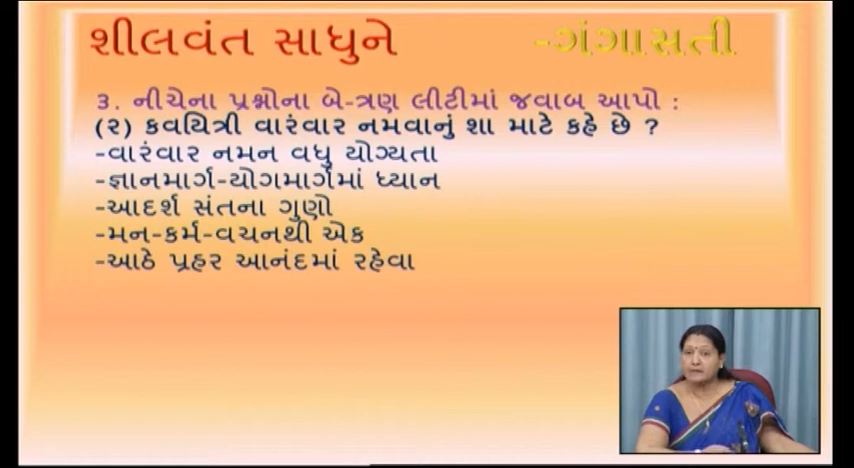 શીલવંત સાધુને -ગંગાસતી
૩. નીચેના પ્રશ્નોના બે-ત્રણ લીટીમાં જવાબ આપો :
(૨) કવયિત્રી વારંવાર નમવાનું શા માટે કહે છે ?
-વારંવાર નમન વધુ યોગ્યતા
-જ્ઞાનમાર્ગ-યોગમાર્ગમાં ધ્યાન
-આદર્શ સંતના ગુણો
-મન-કર્મ-વચનથી એક
-આઠે પ્રહર આનંદમાં રહેવા